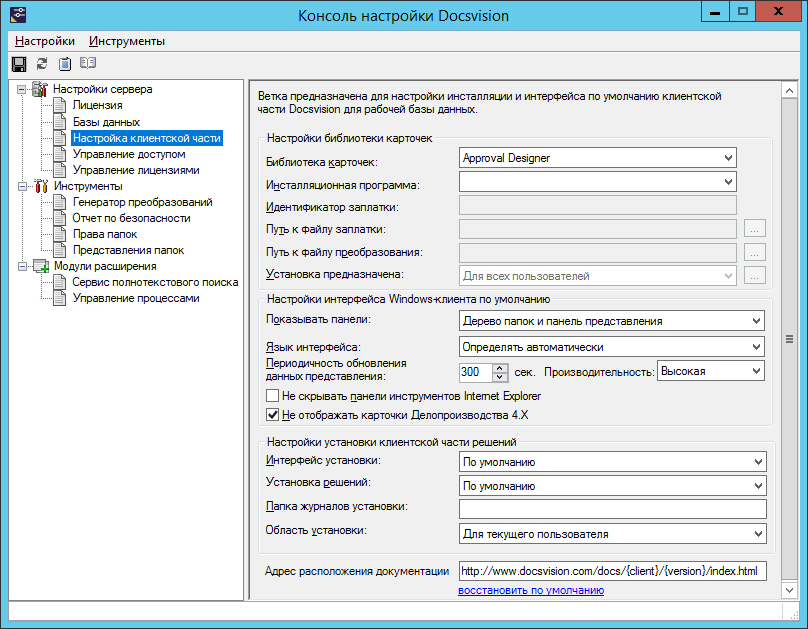 Консоль настройки Docsvision
Настройки Инструменты
Настройки сервера
Лицензия
Базы данных
Настройка клиентской части
Управление доступом
Управление лицензиями
Инструменты
Генератор преобразований
Отчет по безопасности
Права папок
Представления папок
Модули расширения
Сервис полнотекстового поиска
Управление процессами
Ветка предназначена для настройки инсталляции и интерфейса по умолчанию клиентской
части Docsvision для рабочей базы данных.
Настройки библиотеки карточек
Библиотека карточек: Approval Designer
Инсталляционная программа:
Идентификатор заплатки:
Путь к файлу заплатки: ...
Путь к файлу преобразования: ...
Установка предназначена: Для всех пользователей ...
Настройки интерфейса Windows-клиента по умолчанию
Показывать панели: Дерево папок и панель представления
Язык интерфейса: Определять автоматически
Периодичность обновления
данных представления: 300 сек. Производительность: Высокая
Не скрывать панели инструментов Internet Explorer
Не отображать карточки Делопроизводства 4.X
Настройки установки клиентской части решений
Интерфейс установки: По умолчанию
Установка решений: По умолчанию
Папка журналов установки:
Область установки: Для текущего пользователя
Адрес расположения документации http://www.docsvision.com/docs/{client}/{version}/index.html
восстановить по умолчанию